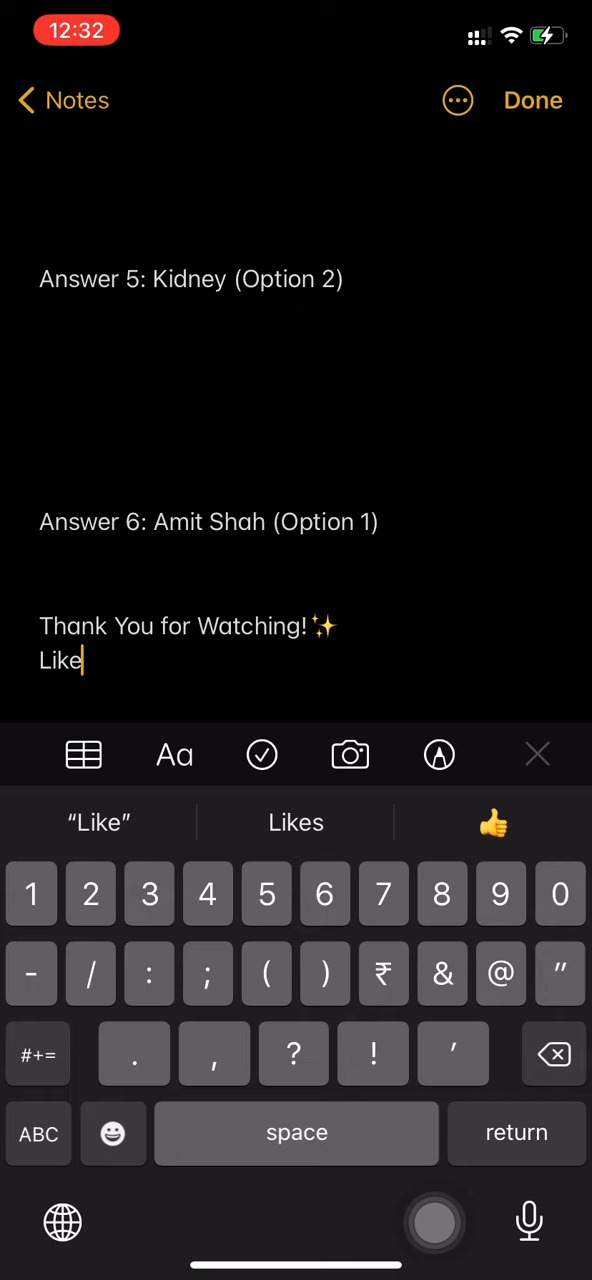 12:32
Notes
Done
Answer 5: Kidney (Option 2)
Answer 6: Amit Shah (Option 1)
Thank You for Watching!✨
Like
Aa
“Like”
Likes
👍
1 2 3 4 5 6 7 8 9 0
- / : ; ( ) ₹ & @ "
#+= . , ? ! '
ABC space return